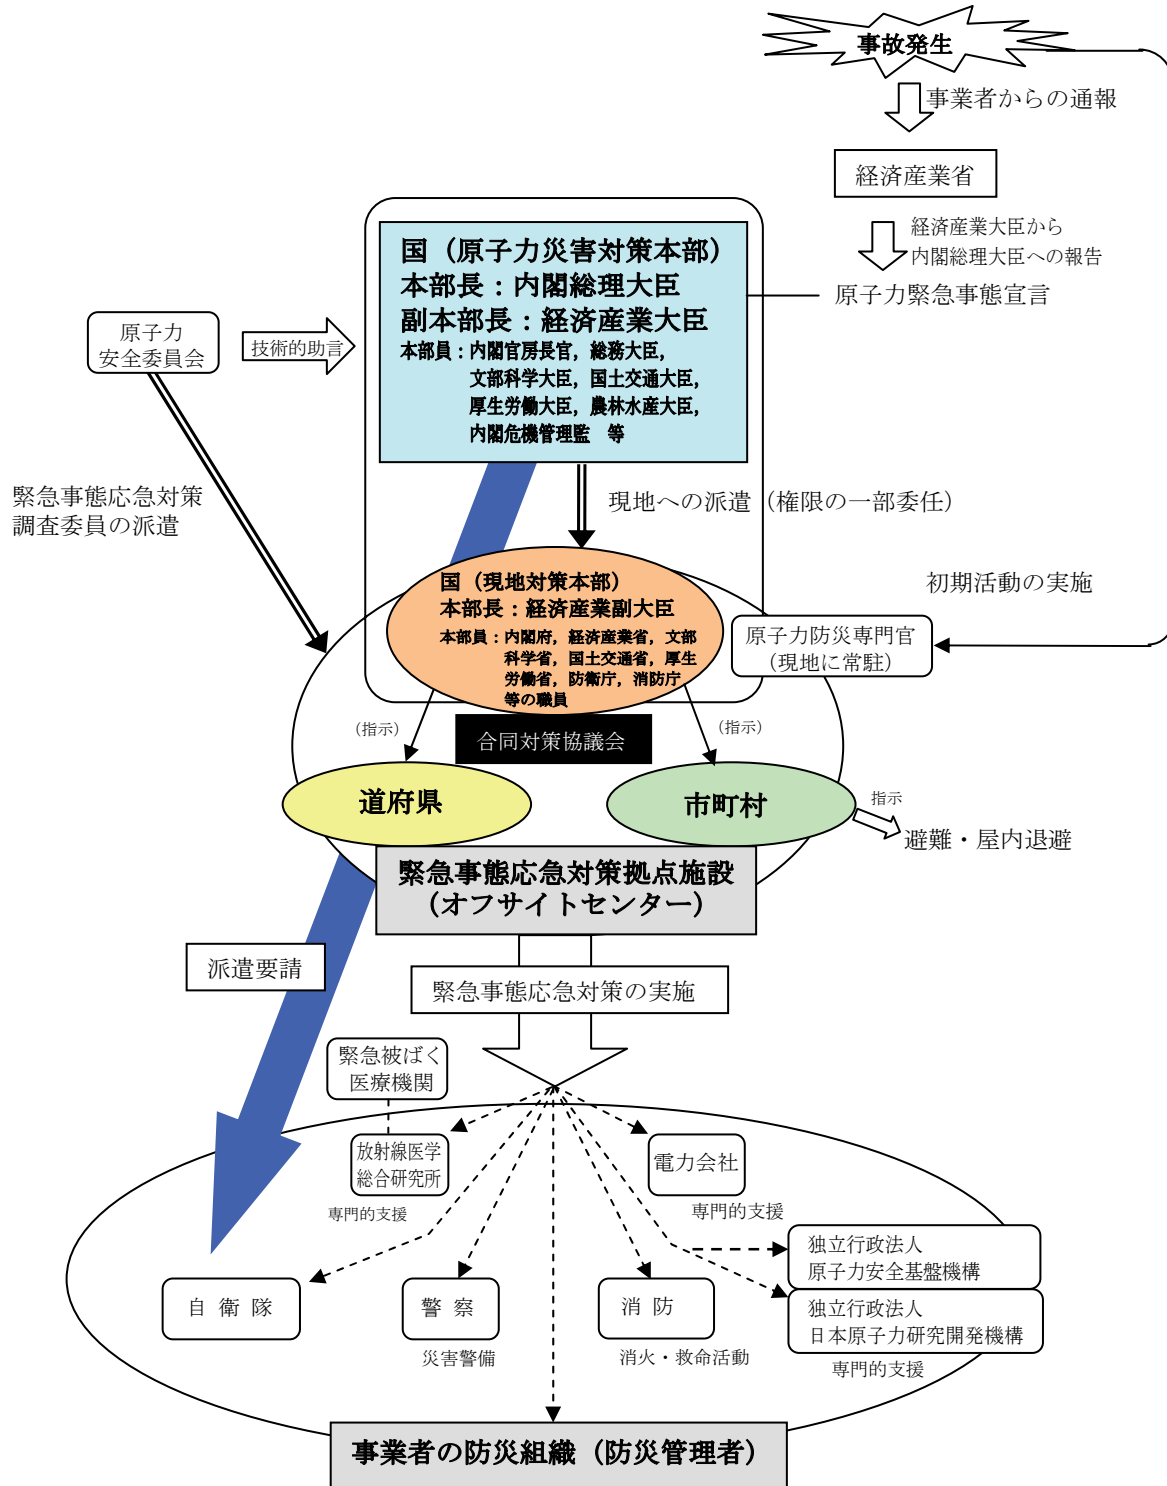 事故発生
事業者からの通報
経済産業省
経済産業大臣から
内閣総理大臣への報告
原子力緊急事態宣言
国（原子力災害対策本部）
本部長：内閣総理大臣
副本部長：経済産業大臣
本部員：内閣官房長官，総務大臣，
文部科学大臣，国土交通大臣，
厚生労働大臣，農林水産大臣，
内閣危機管理監　等
原子力
安全委員会
技術的助言
緊急事態応急対策
調査委員の派遣
現地への派遣（権限の一部委任）
初期活動の実施
国（現地対策本部）
本部長：経済産業副大臣
本部員：内閣府，経済産業省，文部
科学省，国土交通省，厚生
労働省，防衛庁，消防庁
等の職員
原子力防災専門官
（現地に常駐）
（指示）
（指示）
合同対策協議会
道府県
市町村
指示
避難・屋内退避
緊急事態応急対策拠点施設
（オフサイトセンター）
派遣要請
緊急事態応急対策の実施
緊急被ばく
医療機関
放射線医学
総合研究所
専門的支援
電力会社
専門的支援
独立行政法人
原子力安全基盤機構
独立行政法人
日本原子力研究開発機構
専門的支援
自 衛 隊
警 察
災害警備
消 防
消火・救命活動
事業者の防災組織（防災管理者）